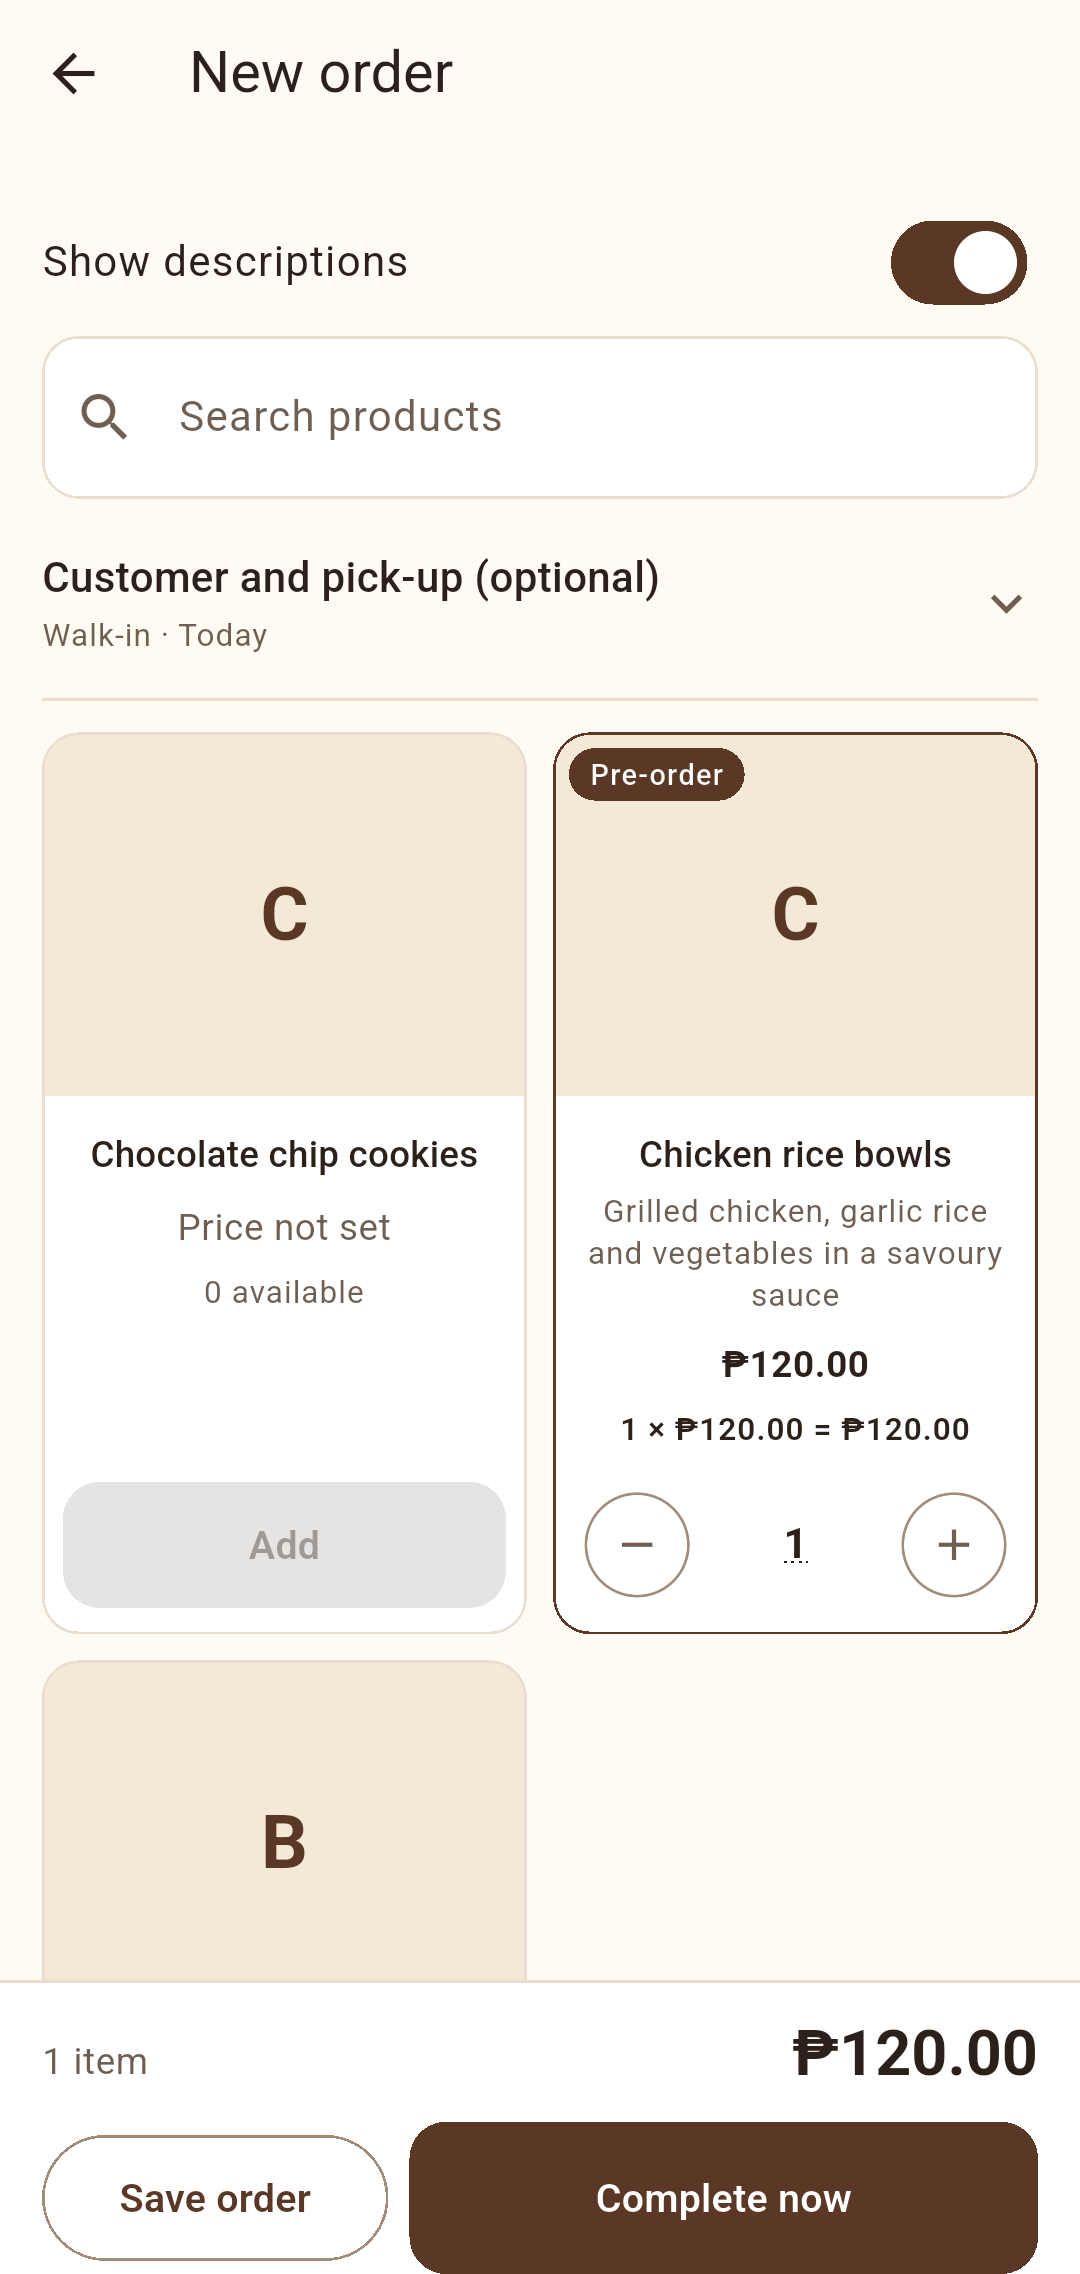 New order
Show descriptions
Search products
Customer and pick-up (optional)
Walk-in · Today
C
Chocolate chip cookies
Price not set
0 available
Add
Pre-order
C
Chicken rice bowls
Grilled chicken, garlic rice
and vegetables in a savoury
sauce
₱120.00
1 × ₱120.00 = ₱120.00
1
B
1 item
₱120.00
Save order
Complete now